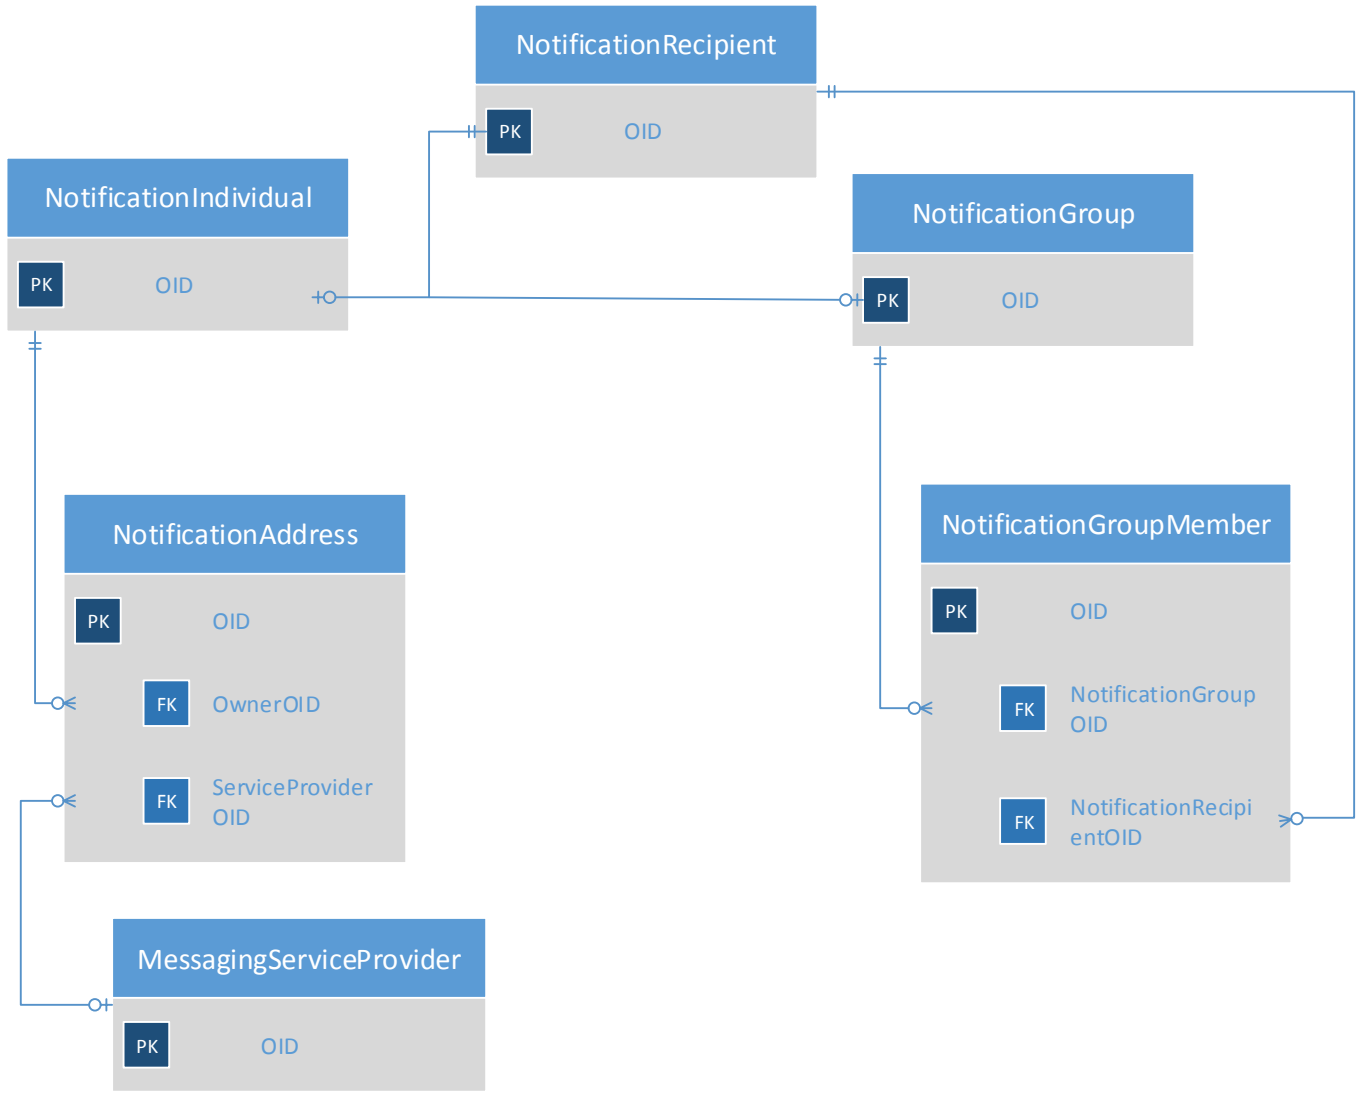 NotificationRecipient
PK OID
NotificationIndividual
PK OID
NotificationGroup
PK OID
NotificationAddress
PK OID
FK OwnerOID
FK ServiceProvider
OID
NotificationGroupMember
PK OID
FK NotificationGroup
OID
FK NotificationRecipi
entOID
MessagingServiceProvider
PK OID